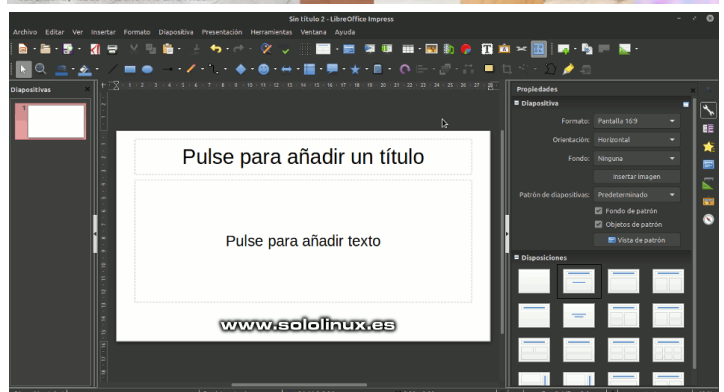 Sin título 2 - LibreOffice Impress
Archivo Editar Ver Insertar Formato Diapositiva Presentación Herramientas Ventana Ayuda
Diapositivas
1
Pulse para añadir un título
Pulse para añadir texto
www.sololinux.es
Propiedades
Diapositiva
Formato: Pantalla 16:9
Orientación: Horizontal
Fondo: Ninguna
Insertar imagen
Patrón de diapositivas: Predeterminado
Fondo de patrón
Objetos de patrón
Vista de patrón
Disposiciones